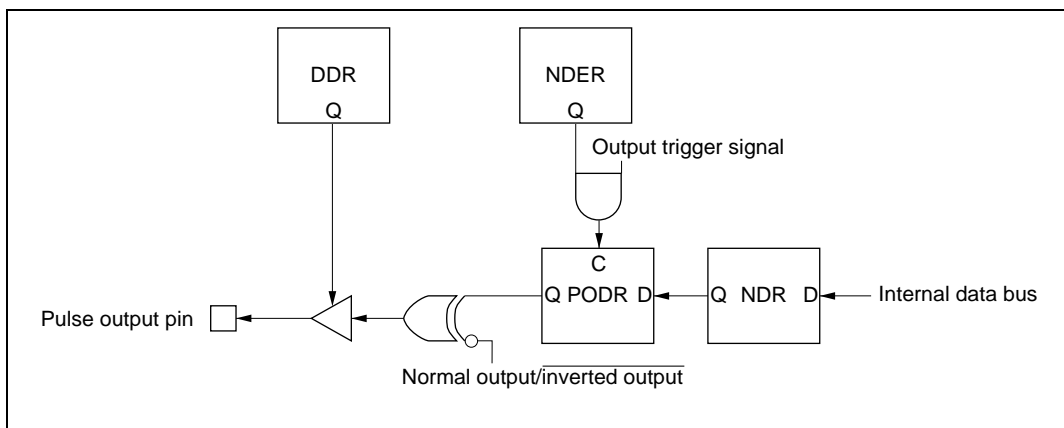 DDR
Q
NDER
Q
Output trigger signal
C
Q PODR D
Q NDR D
Internal data bus
Pulse output pin
Normal output/inverted output